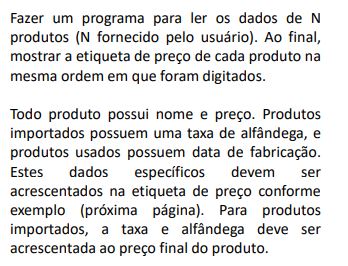 Fazer um programa para ler os dados de N
produtos (N fornecido pelo usuário). Ao final,
mostrar a etiqueta de preço de cada produto na
mesma ordem em que foram digitados.
Todo produto possui nome e preço. Produtos
importados possuem uma taxa de alfândega, e
produtos usados possuem data de fabricação.
Estes dados específicos devem ser
acrescentados na etiqueta de preço conforme
exemplo (próxima página). Para produtos
importados, a taxa e alfândega deve ser
acrescentada ao preço final do produto.